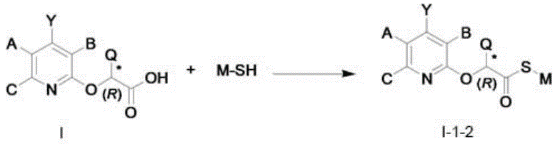 Y
A B Q
*
C N O (R) OH
O
+ M-SH
Y
A B Q
*
C N O (R) S M
O
I I-1-2